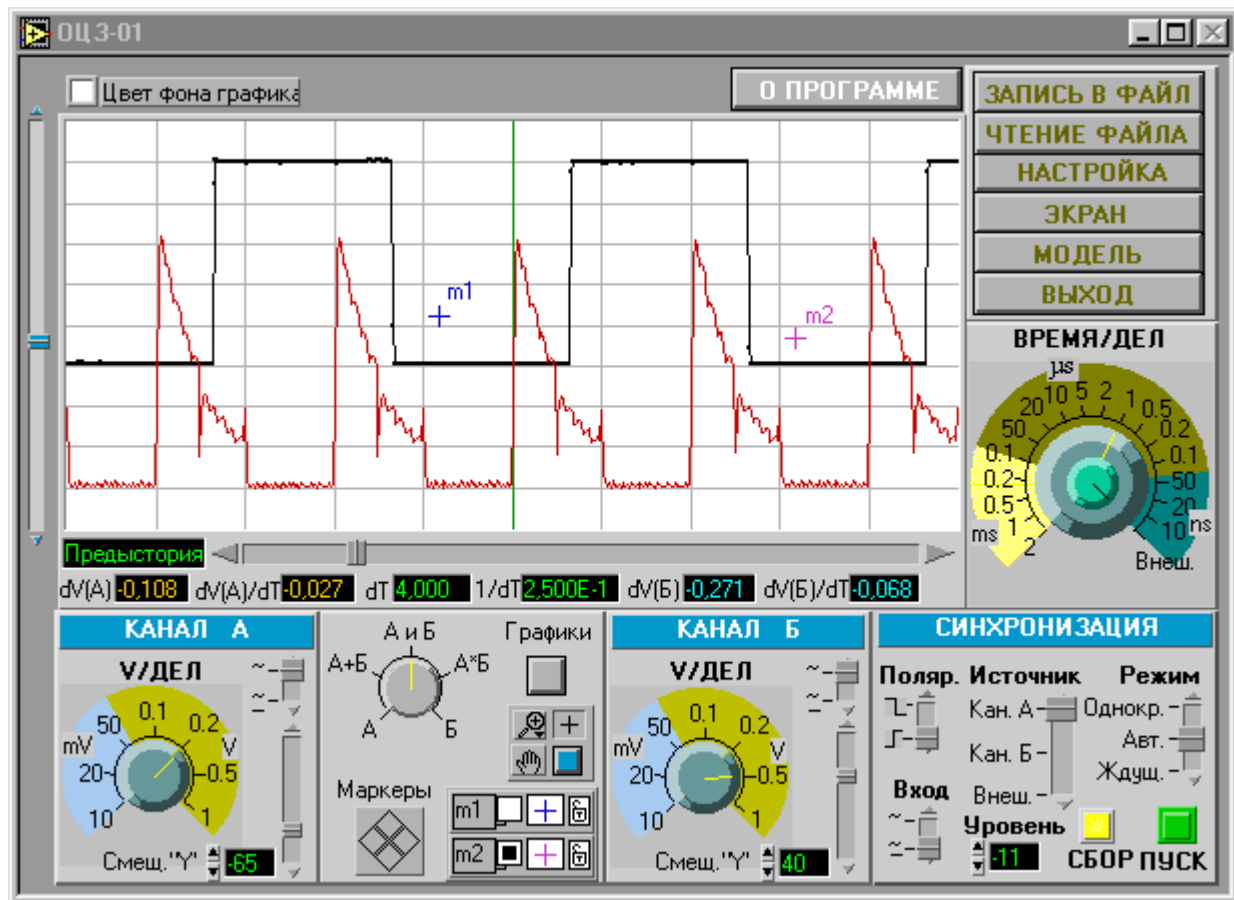 ОЦЗ-01
Цвет фона графика
О ПРОГРАММЕ
ЗАПИСЬ В ФАЙЛ
ЧТЕНИЕ ФАЙЛА
НАСТРОЙКА
ЭКРАН
МОДЕЛЬ
ВЫХОД
m1
m2
ВРЕМЯ/ДЕЛ
µs
50 20 10 5 2 1 0.5 0.2 0.1
ms
0.1 0.2 0.5 1 2
50 20 10 ns
Внеш.
Предыстория
dV(А) -0,108 dV(А)/dT -0,027 dT 4,000 1/dT 2,500E-1 dV(Б) -0,271 dV(Б)/dT -0,068
КАНАЛ А
V/ДЕЛ
mV
10 20 50 0.1 0.2 0.5 1
V
~
~
Смещ."Y" -65
А и Б
А+Б
А*Б
А
Б
Графики
Маркеры
m1
m2
КАНАЛ Б
V/ДЕЛ
mV
10 20 50 0.1 0.2 0.5 1
V
~
~
Смещ."Y" 40
СИНХРОНИЗАЦИЯ
Поляр. Источник Режим
Кан. А
Кан. Б
Внеш.
Однокр.
Авт.
Ждущ.
Вход
~
~
Уровень
-11
СБОР ПУСК